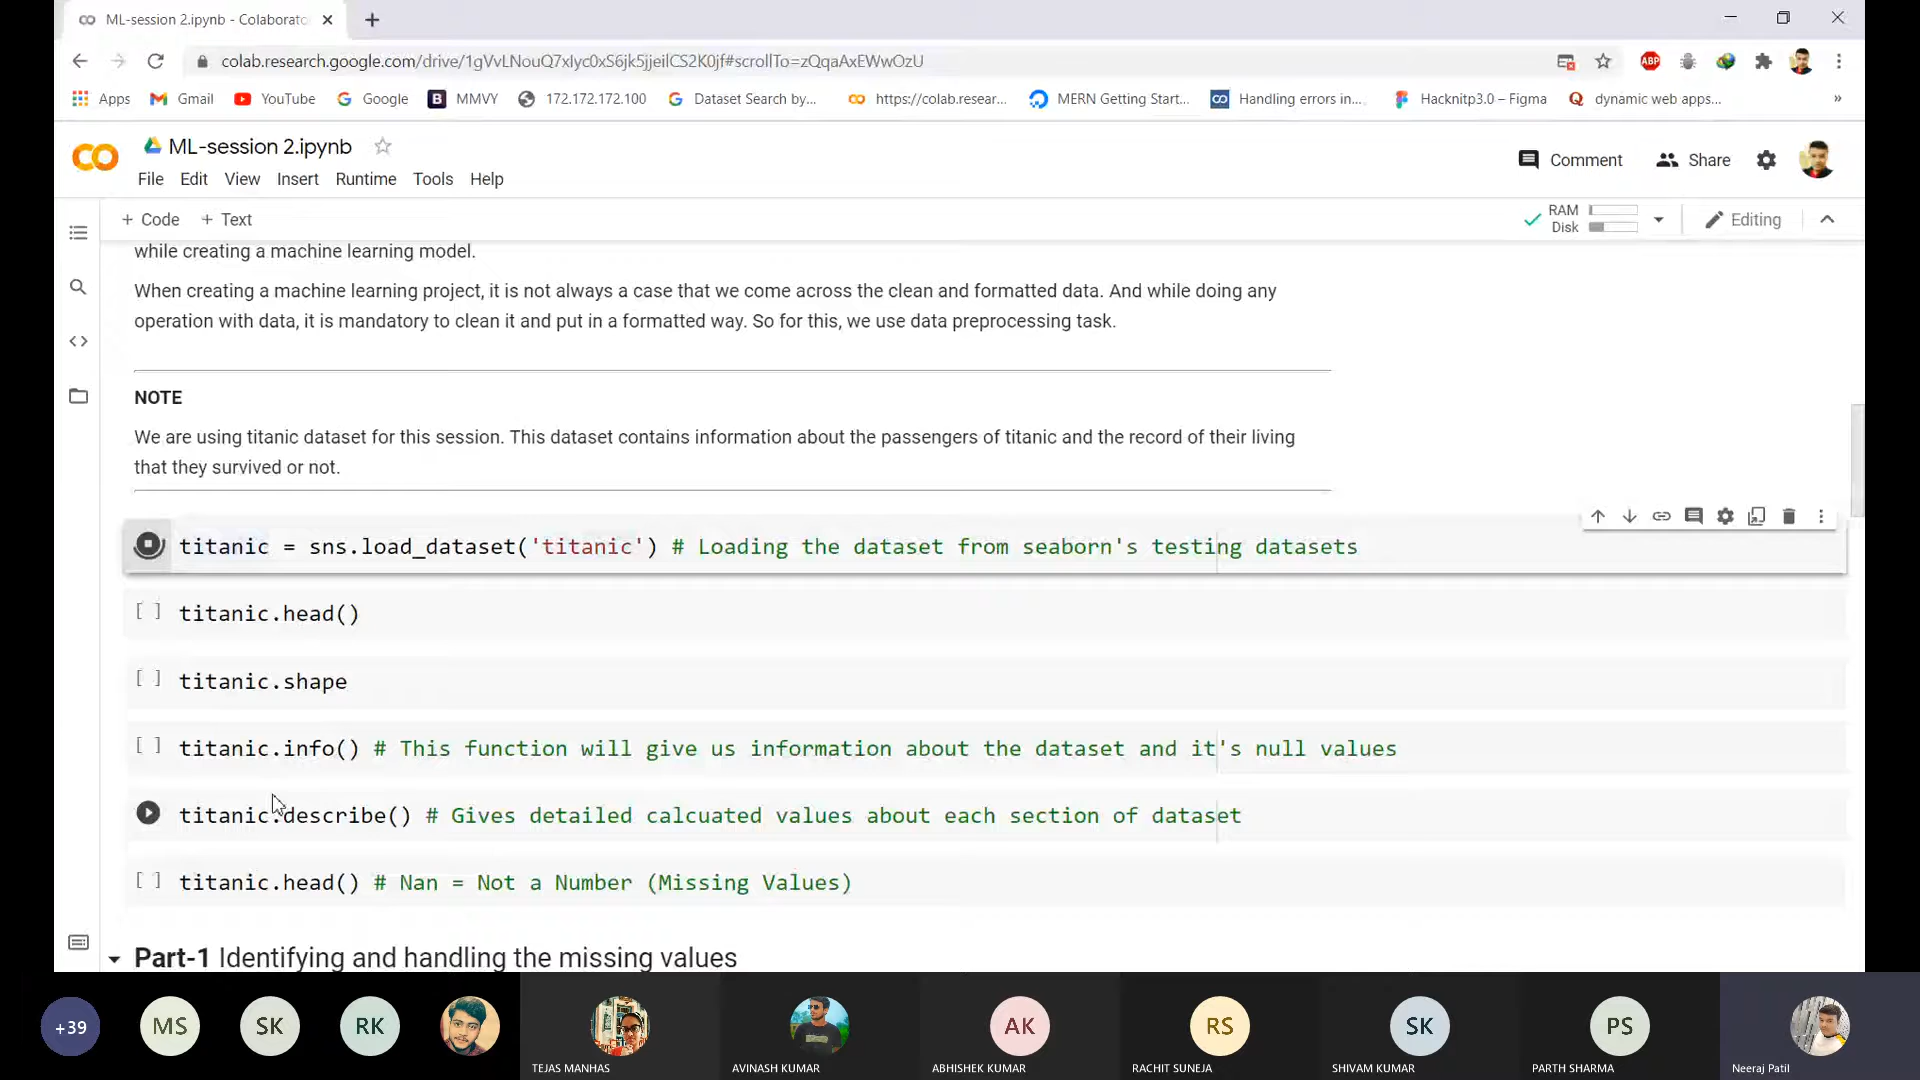 ML-session 2.ipynb - Colaborato
colab.research.google.com/drive/1gVvLNouQ7xIyc0xS6jk5jjeilCS2K0jf#scrollTo=zQqaAxEWwOzU
ABP
Apps Gmail YouTube Google MMVY 172.172.172.100 Dataset Search by... https://colab.resear... MERN Getting Start... Handling errors in... Hacknitp3.0 – Figma dynamic web apps... »
ML-session 2.ipynb
Comment Share
File Edit View Insert Runtime Tools Help
+ Code + Text
RAM
Disk
Editing
while creating a machine learning model.
When creating a machine learning project, it is not always a case that we come across the clean and formatted data. And while doing any
operation with data, it is mandatory to clean it and put in a formatted way. So for this, we use data preprocessing task.
NOTE
We are using titanic dataset for this session. This dataset contains information about the passengers of titanic and the record of their living
that they survived or not.
titanic = sns.load_dataset('titanic') # Loading the dataset from seaborn's testing datasets
[ ] titanic.head()
[ ] titanic.shape
[ ] titanic.info() # This function will give us information about the dataset and it's null values
titanic.describe() # Gives detailed calcuated values about each section of dataset
[ ] titanic.head() # Nan = Not a Number (Missing Values)
Part-1 Identifying and handling the missing values
+39 MS SK RK AK RS SK PS
TEJAS MANHAS AVINASH KUMAR ABHISHEK KUMAR RACHIT SUNEJA SHIVAM KUMAR PARTH SHARMA Neeraj Patil